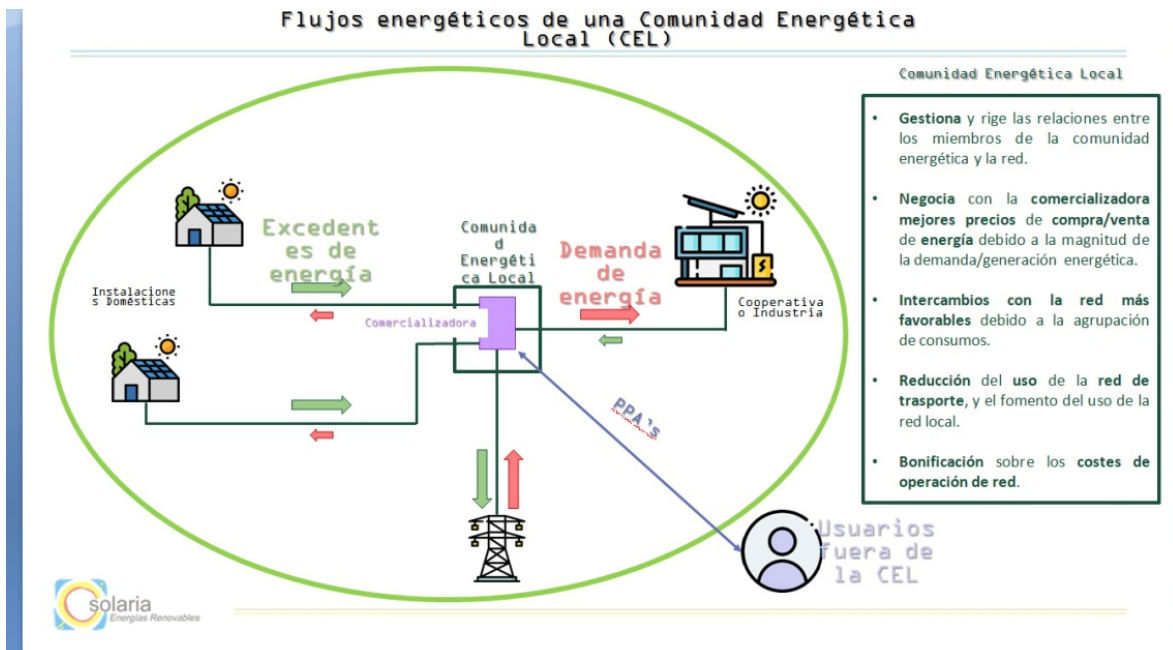 Flujos energéticos de una Comunidad Energética
Local (CEL)
Comunidad Energética Local
• Gestiona y rige las relaciones entre
los miembros de la comunidad
energética y la red.
• Negocia con la comercializadora
mejores precios de compra/venta
de energía debido a la magnitud de
la demanda/generación energética.
• Intercambios con la red más
favorables debido a la agrupación
de consumos.
• Reducción del uso de la red de
trasporte, y el fomento del uso de la
red local.
• Bonificación sobre los costes de
operación de red.
Excedent
es de
energía
Comunida
d
Energéti
ca Local
Demanda
de
energía
Instalacione
s Domésticas
Comercializadora
Cooperativa
o Industria
PPA's
Usuarios
fuera de
la CEL
solaria
Energías Renovables